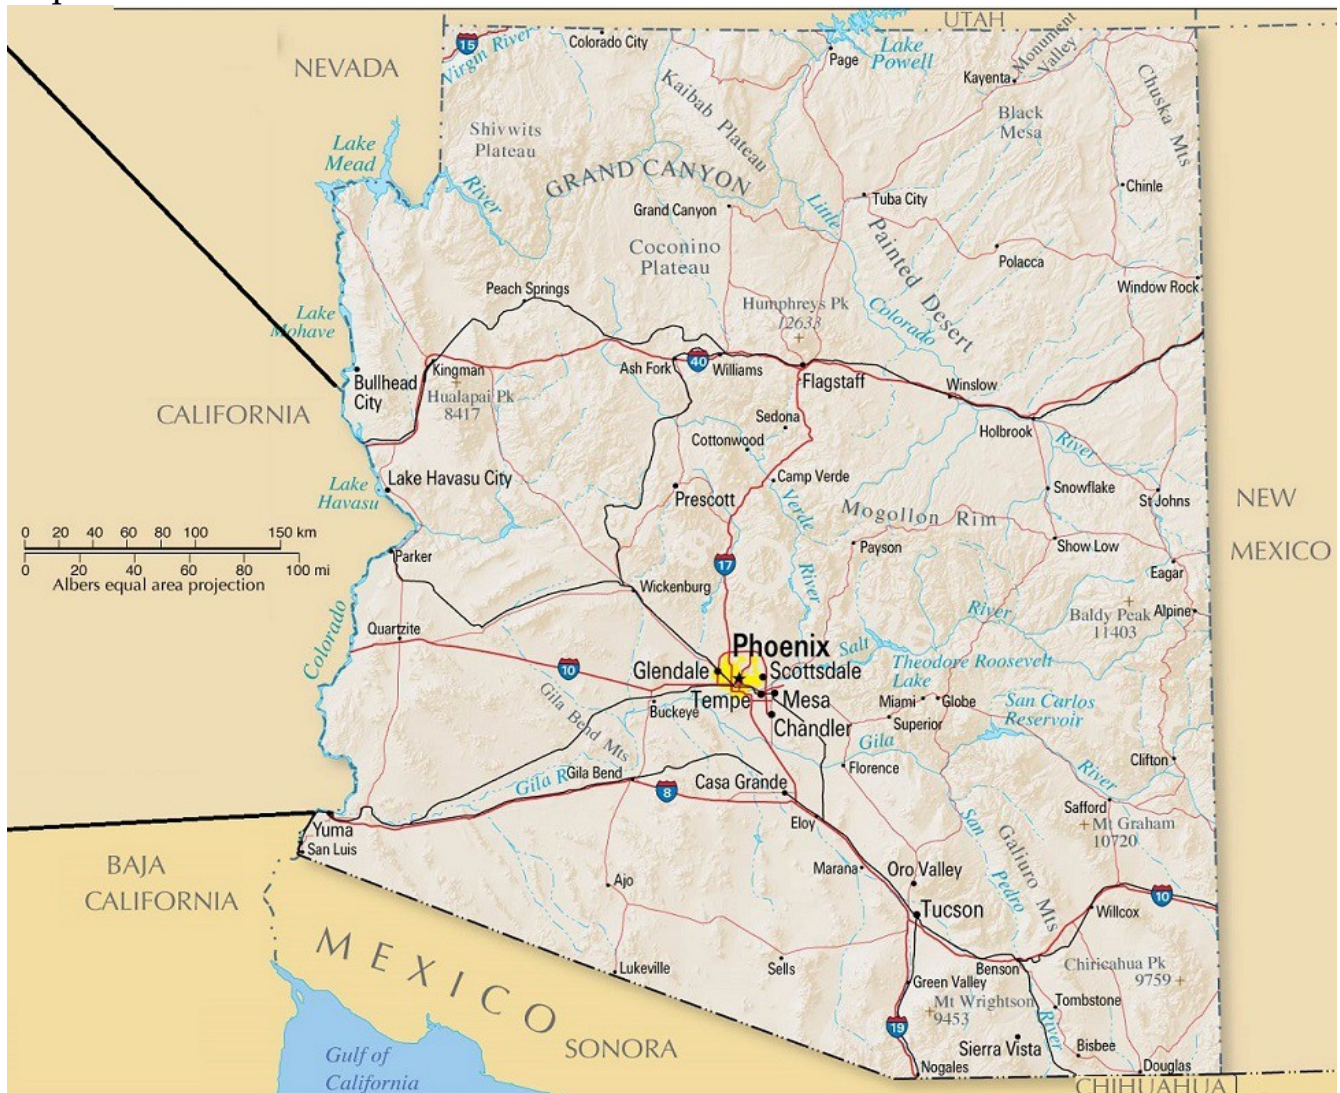 UTAH
15
Virgin River
Colorado City
Page
Lake
Powell
Kayenta
Monument
Valley
Chuska Mts
NEVADA
Kaibab Plateau
Black
Mesa
Shivwits
Plateau
Lake
Mead
River
GRAND CANYON
Grand Canyon
Little
Tuba City
Chinle
Painted Desert
Coconino
Plateau
Polacca
Window Rock
Peach Springs
Humphreys Pk
12633
Colorado
Lake
Mohave
Kingman
Ash Fork
40
Williams
Flagstaff
Winslow
Bullhead
City
Hualapai Pk
8417
CALIFORNIA
Sedona
Cottonwood
Holbrook
River
Lake Havasu City
Lake
Havasu
Camp Verde
Prescott
Verde
River
Snowflake
St Johns
NEW
MEXICO
Mogollon Rim
0 20 40 60 80 100 150 km
0 20 40 60 80 100 mi
Albers equal area projection
Parker
17
Payson
Show Low
Eagar
Wickenburg
River
Baldy Peak
11403
Alpine
Colorado
Quartzite
Phoenix
Salt
Glendale
Scottsdale
Theodore Roosevelt
Lake
10
Tempe
Mesa
Miami
Globe
San Carlos
Reservoir
Gila Bend Mts
Buckeye
Chandler
Superior
Gila
River
Clifton
Gila R
Gila Bend
Florence
8
Casa Grande
Safford
Mt Graham
10720
Yuma
San Luis
Eloy
San
Pedro
River
Galiuro Mts
BAJA
CALIFORNIA
Marana
Oro Valley
Ajo
Tucson
10
Willcox
MEXICO
SONORA
Lukeville
Sells
Benson
Chiricahua Pk
9759
Green Valley
Mt Wrightson
9453
Tombstone
19
Sierra Vista
Bisbee
Gulf of
California
Nogales
Douglas
CHIHUAHUA